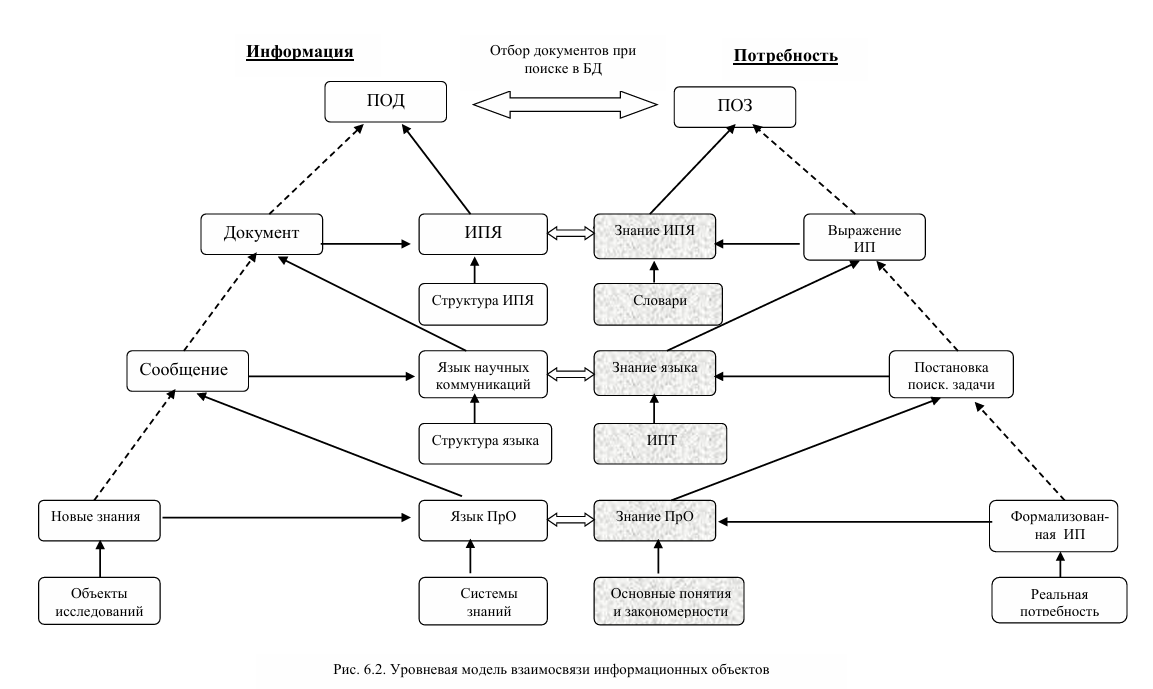 Информация
Отбор документов при
поиске в БД
Потребность
ПОД
ПОЗ
Документ
ИПЯ
Знание ИПЯ
Выражение
ИП
Структура ИПЯ
Словари
Сообщение
Язык научных
коммуникаций
Знание языка
Постановка
поиск. задачи
Структура языка
ИПТ
Новые знания
Язык ПрО
Знание ПрО
Формализован-
ная ИП
Объекты
исследований
Системы
знаний
Основные понятия
и закономерности
Реальная
потребность
Рис. 6.2. Уровневая модель взаимосвязи информационных объектов